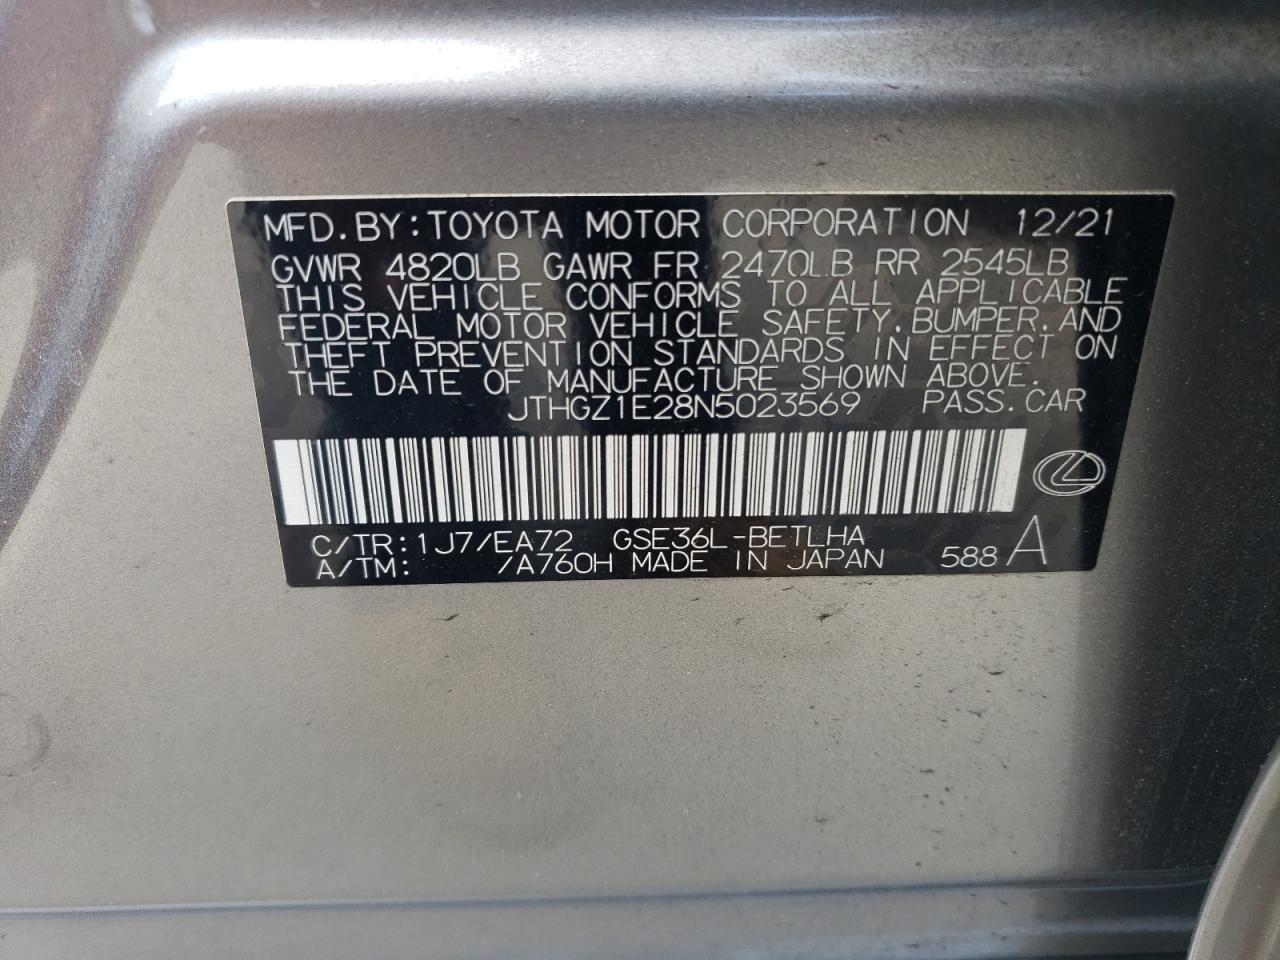 MFD.BY:TOYOTA MOTOR CORPORATION 12/21
GVWR 4820LB GAWR FR 2470LB RR 2545LB
THIS VEHICLE CONFORMS TO ALL APPLICABLE
FEDERAL MOTOR VEHICLE SAFETY,BUMPER,AND
THEFT PREVENTION STANDARDS IN EFFECT ON
THE DATE OF MANUFACTURE SHOWN ABOVE.
JTHGZ1E28N5023569 PASS.CAR
C/TR:1J7/EA72 GSE36L-BETLHA
A/TM: /A760H MADE IN JAPAN 588 A